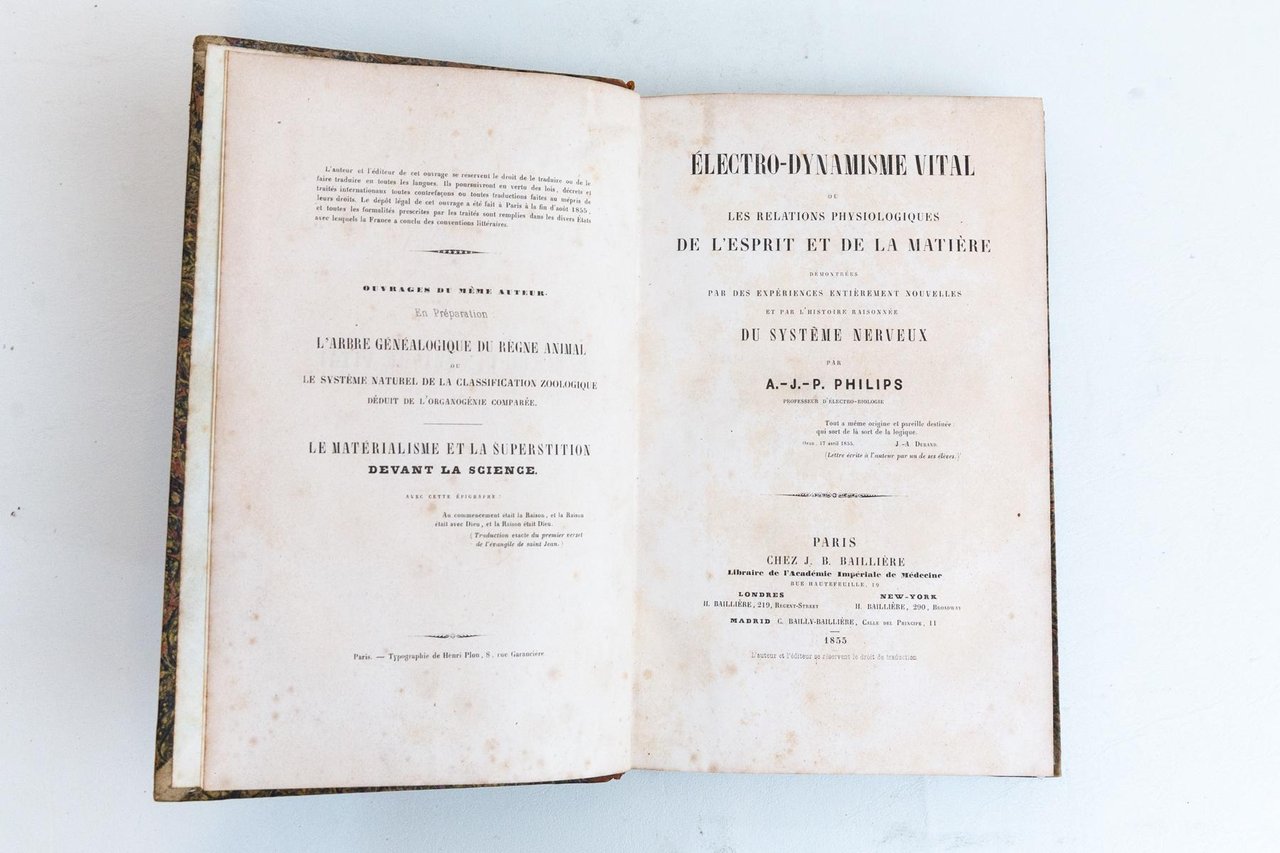 L'auteur et l'éditeur de cet ouvrage se réservent le droit de le traduire ou de le
faire traduire en toutes les langues. Ils poursuivront en vertu des lois, décrets et
traités internationaux toutes contrefaçons ou toutes traductions faites au mépris de
leurs droits. Le dépôt légal de cet ouvrage a été fait à Paris à la fin d'août 1855,
et toutes les formalités prescrites par les traités sont remplies dans les divers États
avec lesquels la France a conclu des conventions littéraires.
OUVRAGES DU MÊME AUTEUR.
En Préparation
L'ARBRE GÉNÉALOGIQUE DU RÈGNE ANIMAL
OU
LE SYSTÈME NATUREL DE LA CLASSIFICATION ZOOLOGIQUE
DÉDUIT DE L'ORGANOGÉNIE COMPARÉE.
LE MATÉRIALISME ET LA SUPERSTITION
DEVANT LA SCIENCE.
AVEC CETTE ÉPIGRAPHE :
Au commencement était la Raison, et la Raison
était avec Dieu, et la Raison était Dieu.
(Traduction exacte du premier verset
de l'évangile de saint Jean.)
Paris. — Typographie de Henri Plon, 8, rue Garancière.
ÉLECTRO-DYNAMISME VITAL
OU
LES RELATIONS PHYSIOLOGIQUES
DE L'ESPRIT ET DE LA MATIÈRE
DÉMONTRÉES
PAR DES EXPÉRIENCES ENTIÈREMENT NOUVELLES
ET PAR L'HISTOIRE RAISONNÉE
DU SYSTÈME NERVEUX
PAR
A.-J.-P. PHILIPS
PROFESSEUR D'ÉLECTRO-BIOLOGIE
Tout a même origine et pareille destinée :
qui sort de là sort de la logique.
Oran, 17 avril 1855. J.-A. DURAND.
(Lettre écrite à l'auteur par un de ses élèves.)
PARIS
CHEZ J. B. BAILLIÈRE
Libraire de l'Académie Impériale de Médecine
RUE HAUTEFEUILLE, 19
LONDRES NEW-YORK
H. BAILLIÈRE, 219, REGENT-STREET H. BAILLIÈRE, 290, BROADWAY
MADRID C. BAILLY-BAILLIÈRE, CALLE DEL PRINCIPE, 11
1855
L'auteur et l'éditeur se réservent le droit de traduction